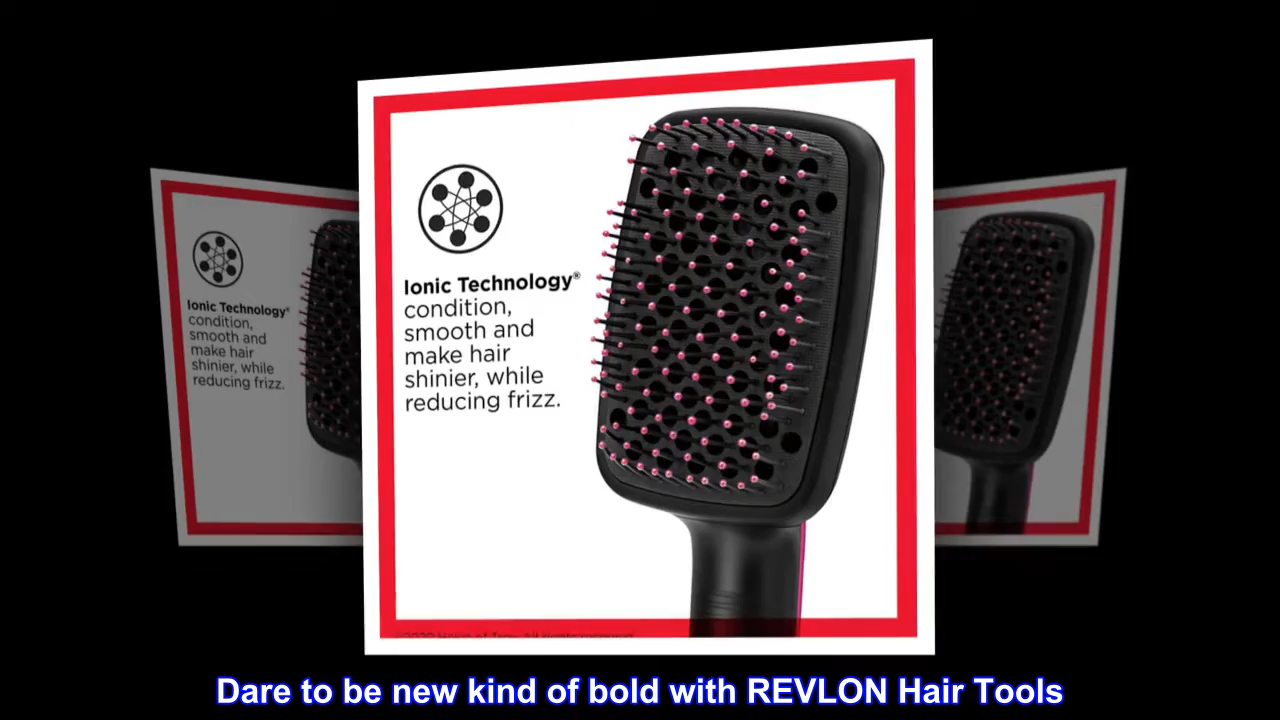 Ionic Technology®
condition,
smooth and
make hair
shinier, while
reducing frizz.
Ionic Technology®
condition,
smooth and
make hair
shinier, while
reducing frizz.
Dare to be new kind of bold with REVLON Hair Tools